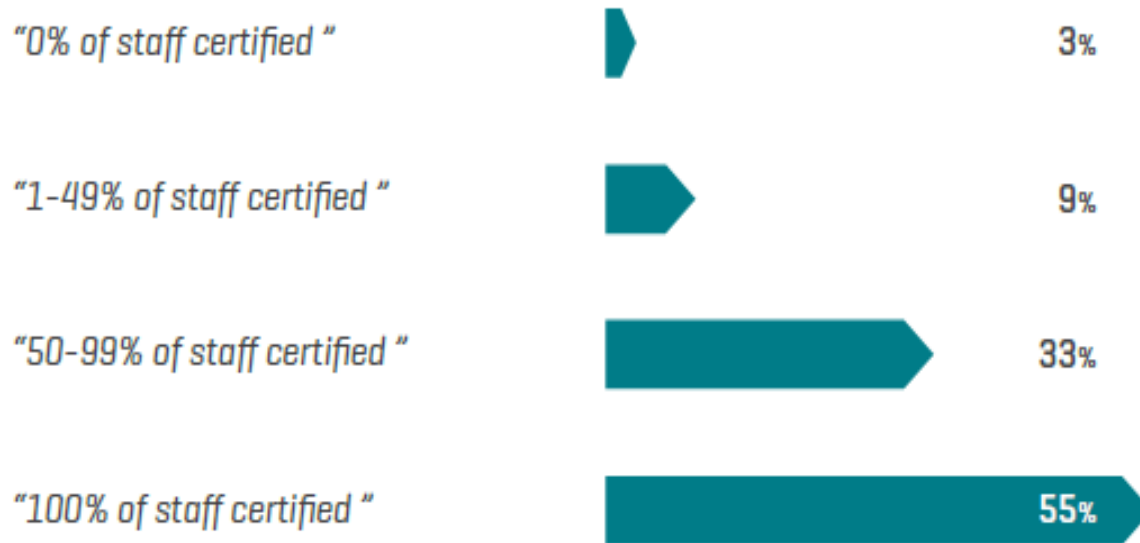 “0% of staff certified ” 3%
“1-49% of staff certified ” 9%
“50-99% of staff certified ” 33%
“100% of staff certified ” 55%